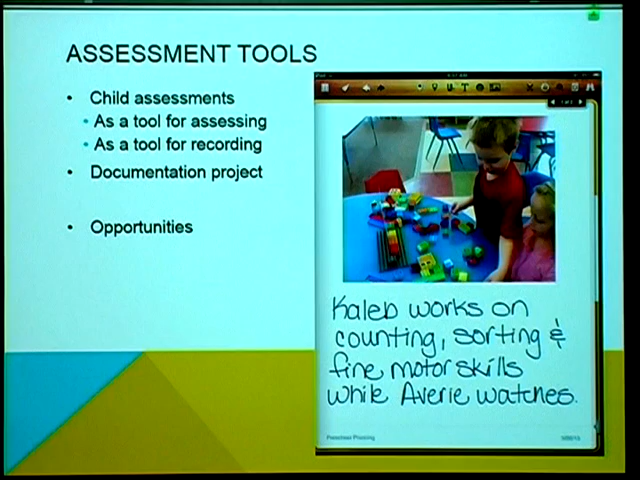 ASSESSMENT TOOLS
• Child assessments
• As a tool for assessing
• As a tool for recording
• Documentation project
• Opportunities
Kaleb works on
counting, sorting &
fine motor skills
while Averie watches.